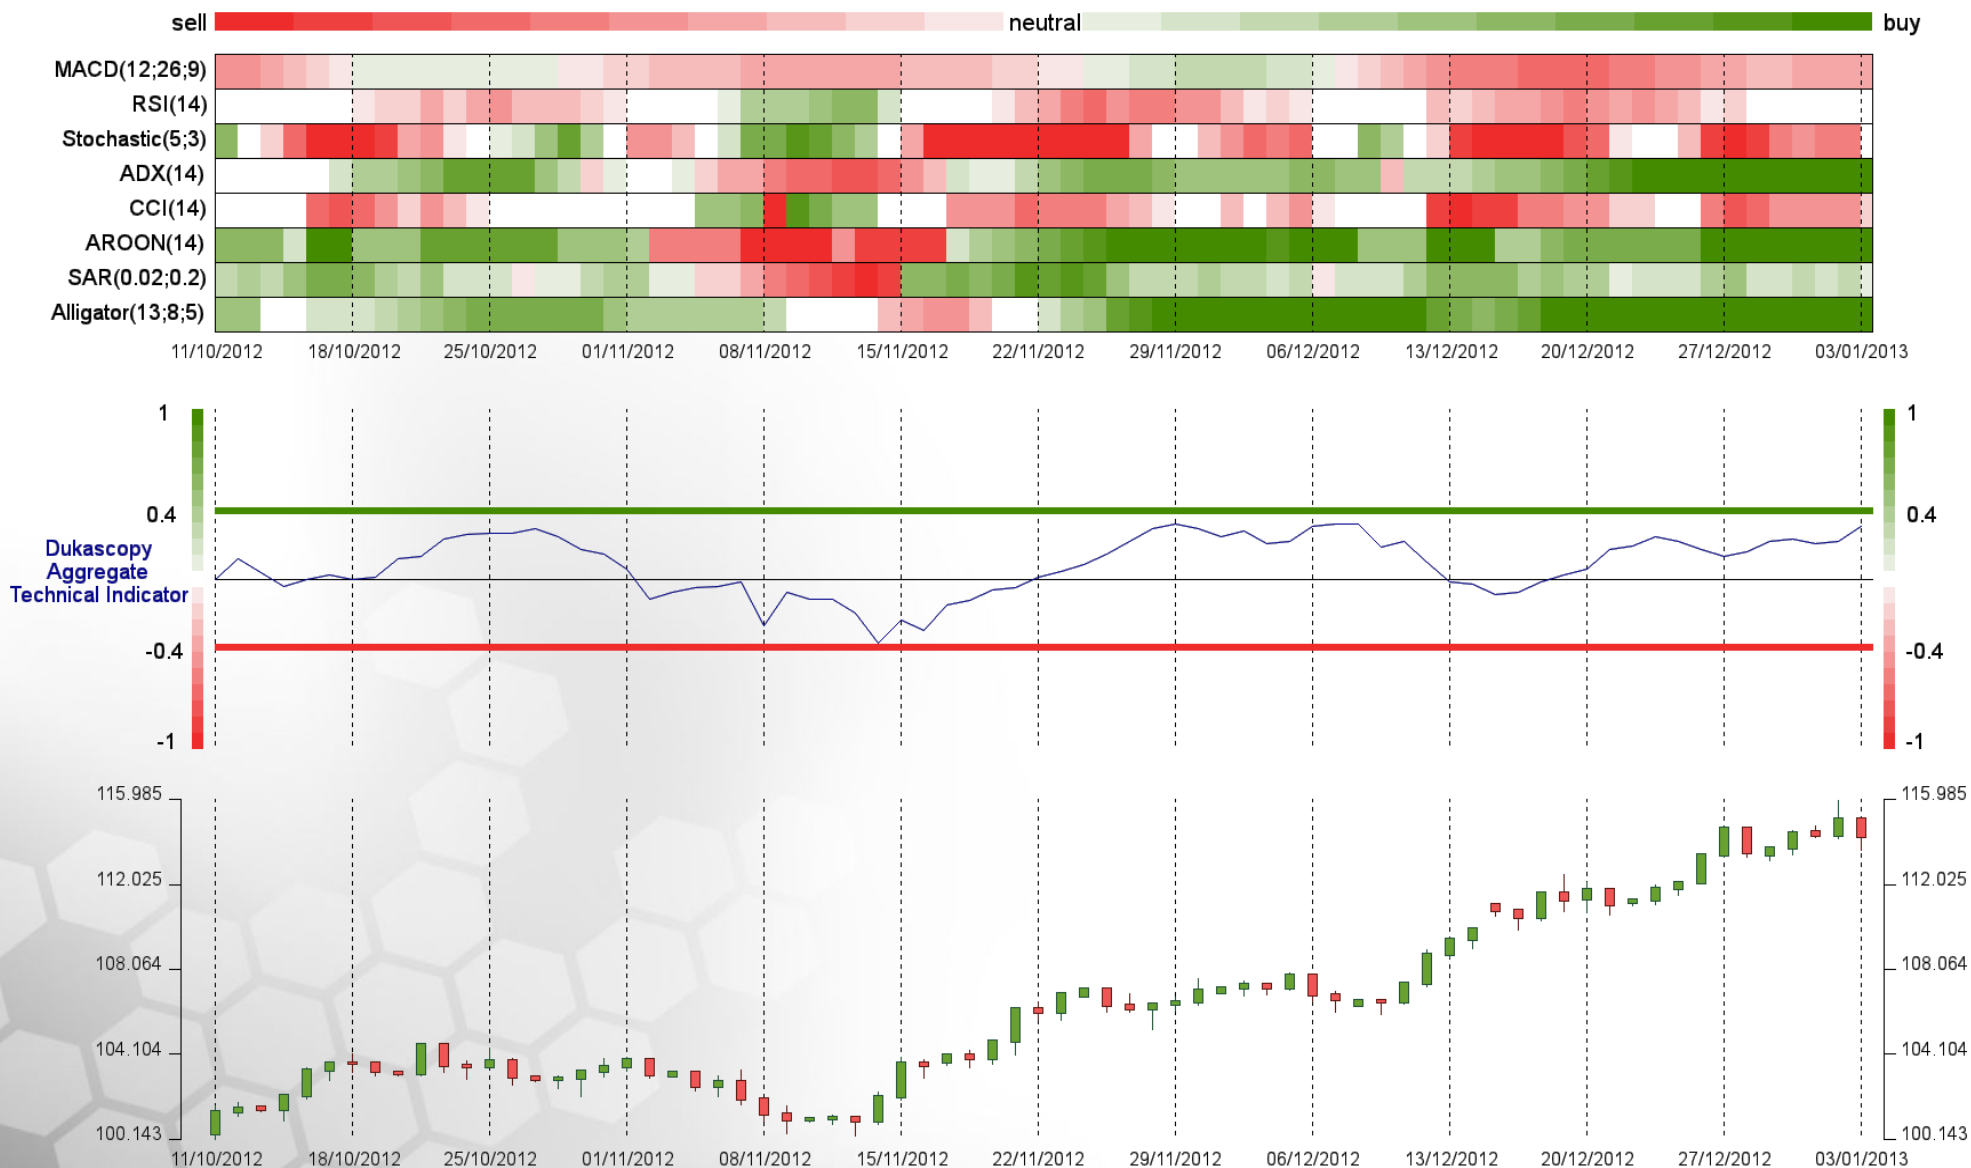 sell neutral buy
MACD(12;26;9)
RSI(14)
Stochastic(5;3)
ADX(14)
CCI(14)
AROON(14)
SAR(0.02;0.2)
Alligator(13;8;5)
11/10/2012 18/10/2012 25/10/2012 01/11/2012 08/11/2012 15/11/2012 22/11/2012 29/11/2012 06/12/2012 13/12/2012 20/12/2012 27/12/2012 03/01/2013
1 1
0.4 0.4
Dukascopy
Aggregate
Technical Indicator
-0.4 -0.4
-1 -1
115.985 115.985
112.025 112.025
108.064 108.064
104.104 104.104
100.143 100.143
11/10/2012 18/10/2012 25/10/2012 01/11/2012 08/11/2012 15/11/2012 22/11/2012 29/11/2012 06/12/2012 13/12/2012 20/12/2012 27/12/2012 03/01/2013